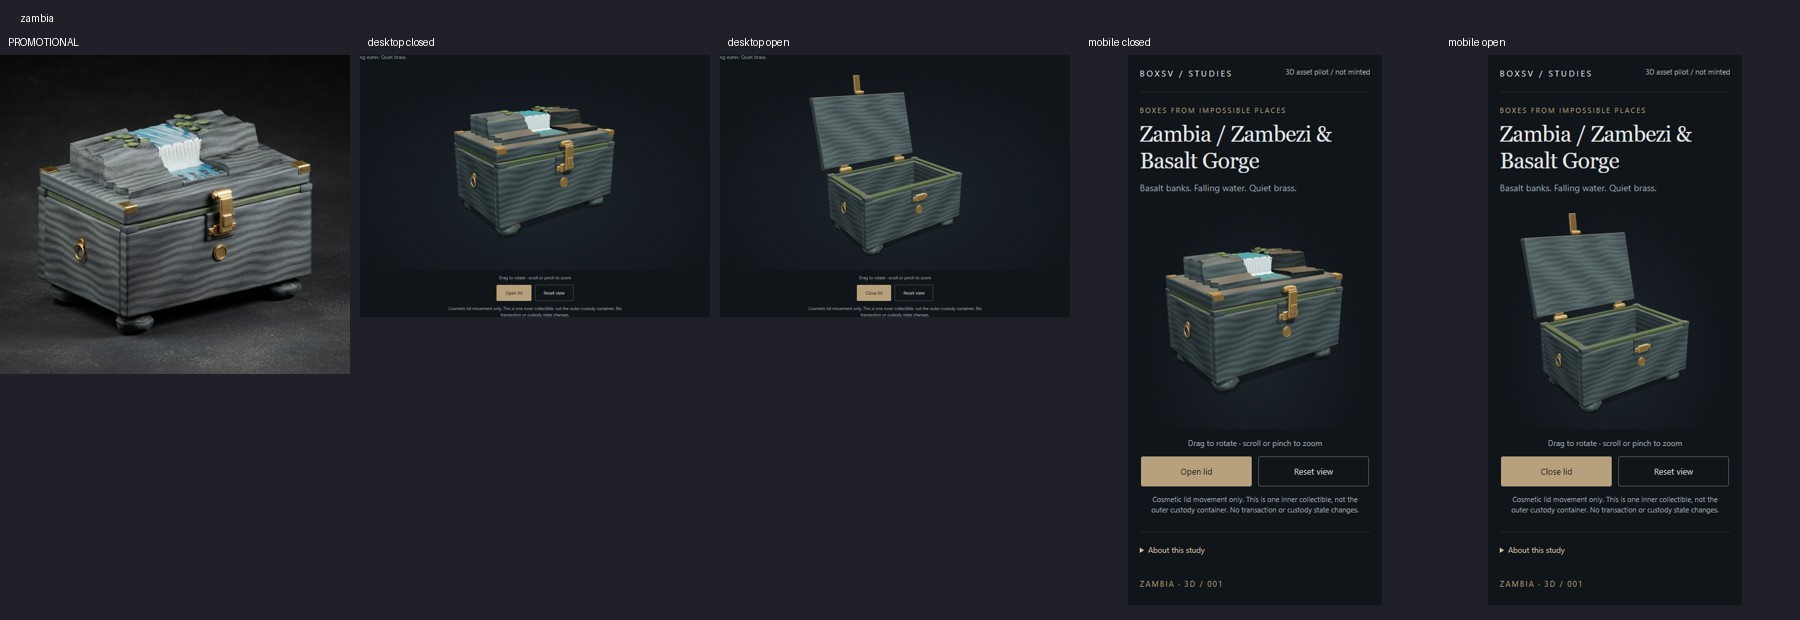 zambia
PROMOTIONAL
desktop closed
desktop open
mobile closed
mobile open
ng water. Quiet brass.
Drag to rotate · scroll or pinch to zoom
Open lid
Reset view
Cosmetic lid movement only. This is one inner collectible, not the outer custody container. No
transaction or custody state changes.
ng water. Quiet brass.
Drag to rotate · scroll or pinch to zoom
Close lid
Reset view
Cosmetic lid movement only. This is one inner collectible, not the outer custody container. No
transaction or custody state changes.
BOXSV / STUDIES
3D asset pilot / not minted
BOXES FROM IMPOSSIBLE PLACES
Zambia / Zambezi &
Basalt Gorge
Basalt banks. Falling water. Quiet brass.
Drag to rotate · scroll or pinch to zoom
Open lid
Reset view
Cosmetic lid movement only. This is one inner collectible, not the
outer custody container. No transaction or custody state changes.
▶ About this study
ZAMBIA · 3D / 001
BOXSV / STUDIES
3D asset pilot / not minted
BOXES FROM IMPOSSIBLE PLACES
Zambia / Zambezi &
Basalt Gorge
Basalt banks. Falling water. Quiet brass.
Drag to rotate · scroll or pinch to zoom
Close lid
Reset view
Cosmetic lid movement only. This is one inner collectible, not the
outer custody container. No transaction or custody state changes.
▶ About this study
ZAMBIA · 3D / 001